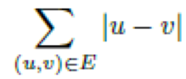 ∑ |u − v|
(u,v)∈E